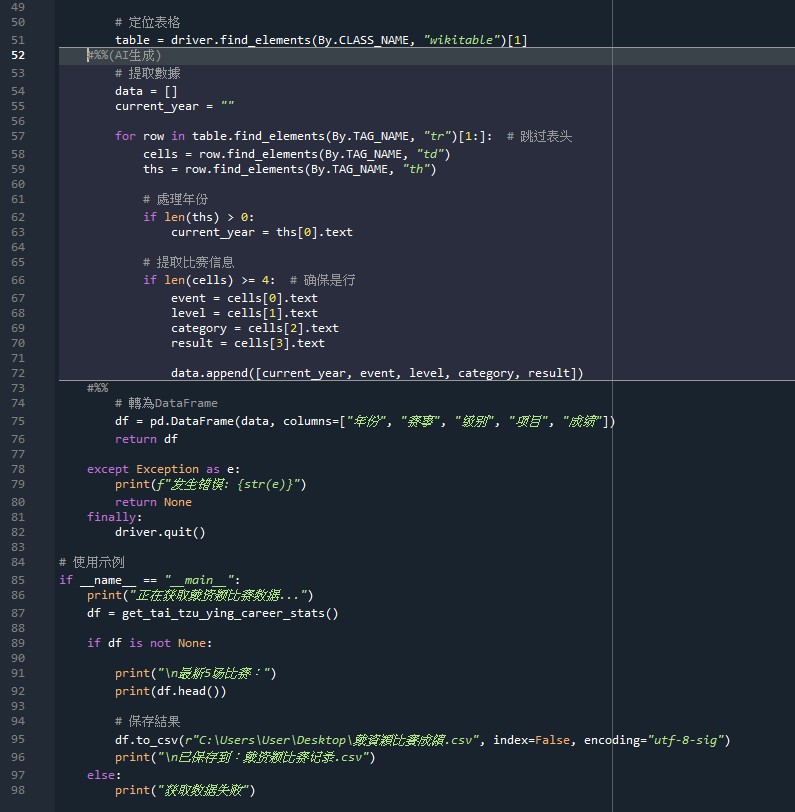 49
50 # 定位表格
51 table = driver.find_elements(By.CLASS_NAME, "wikitable")[1]
52 #%%(AI生成)
53 # 提取數據
54 data = []
55 current_year = ""
56
57 for row in table.find_elements(By.TAG_NAME, "tr")[1:]: # 跳过表头
58 cells = row.find_elements(By.TAG_NAME, "td")
59 ths = row.find_elements(By.TAG_NAME, "th")
60
61 # 處理年份
62 if len(ths) > 0:
63 current_year = ths[0].text
64
65 # 提取比赛信息
66 if len(cells) >= 4: # 确保是行
67 event = cells[0].text
68 level = cells[1].text
69 category = cells[2].text
70 result = cells[3].text
71
72 data.append([current_year, event, level, category, result])
73 #%%
74 # 轉為DataFrame
75 df = pd.DataFrame(data, columns=["年份", "赛事", "级别", "项目", "成绩"])
76 return df
77
78 except Exception as e:
79 print(f"发生错误: {str(e)}")
80 return None
81 finally:
82 driver.quit()
83
84 # 使用示例
85 if __name__ == "__main__":
86 print("正在获取戴资颖比赛数据...")
87 df = get_tai_tzu_ying_career_stats()
88
89 if df is not None:
90
91 print("\n最新5场比赛：")
92 print(df.head())
93
94 # 保存結果
95 df.to_csv(r"C:\Users\User\Desktop\戴資穎比賽成績.csv", index=False, encoding="utf-8-sig")
96 print("\n已保存到：戴资颖比赛记录.csv")
97 else:
98 print("获取数据失败")